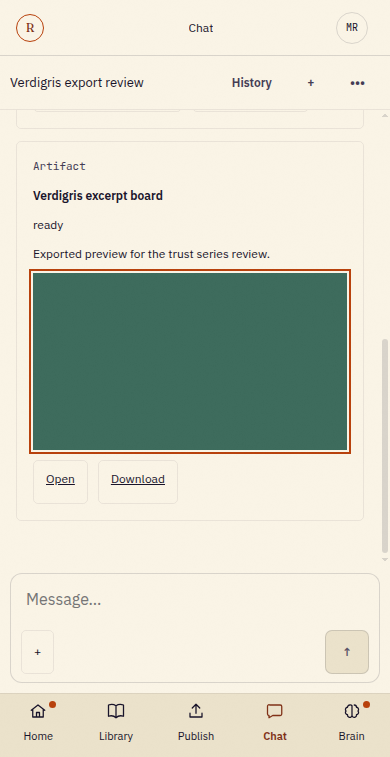 R
Chat
MR
Verdigris export review
History
+
•••
Artifact
Verdigris excerpt board
ready
Exported preview for the trust series review.
Open
Download
Message...
+
↑
Home
Library
Publish
Chat
Brain